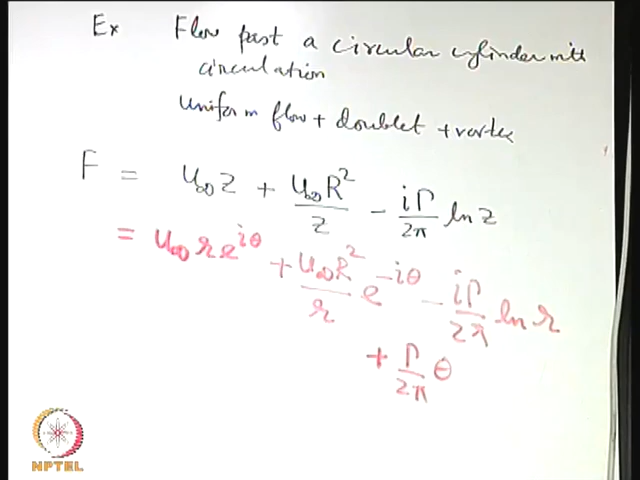 Ex Flow past a circular cylinder with
circulation
Uniform flow + doublet + vortex
F = u∞ z + u∞R²/z − iΓ/2π ln z
= u∞ r e^{iθ} + u∞R²/r e^{−iθ} − iΓ/2π ln r
+ Γ/2π θ
NPTEL